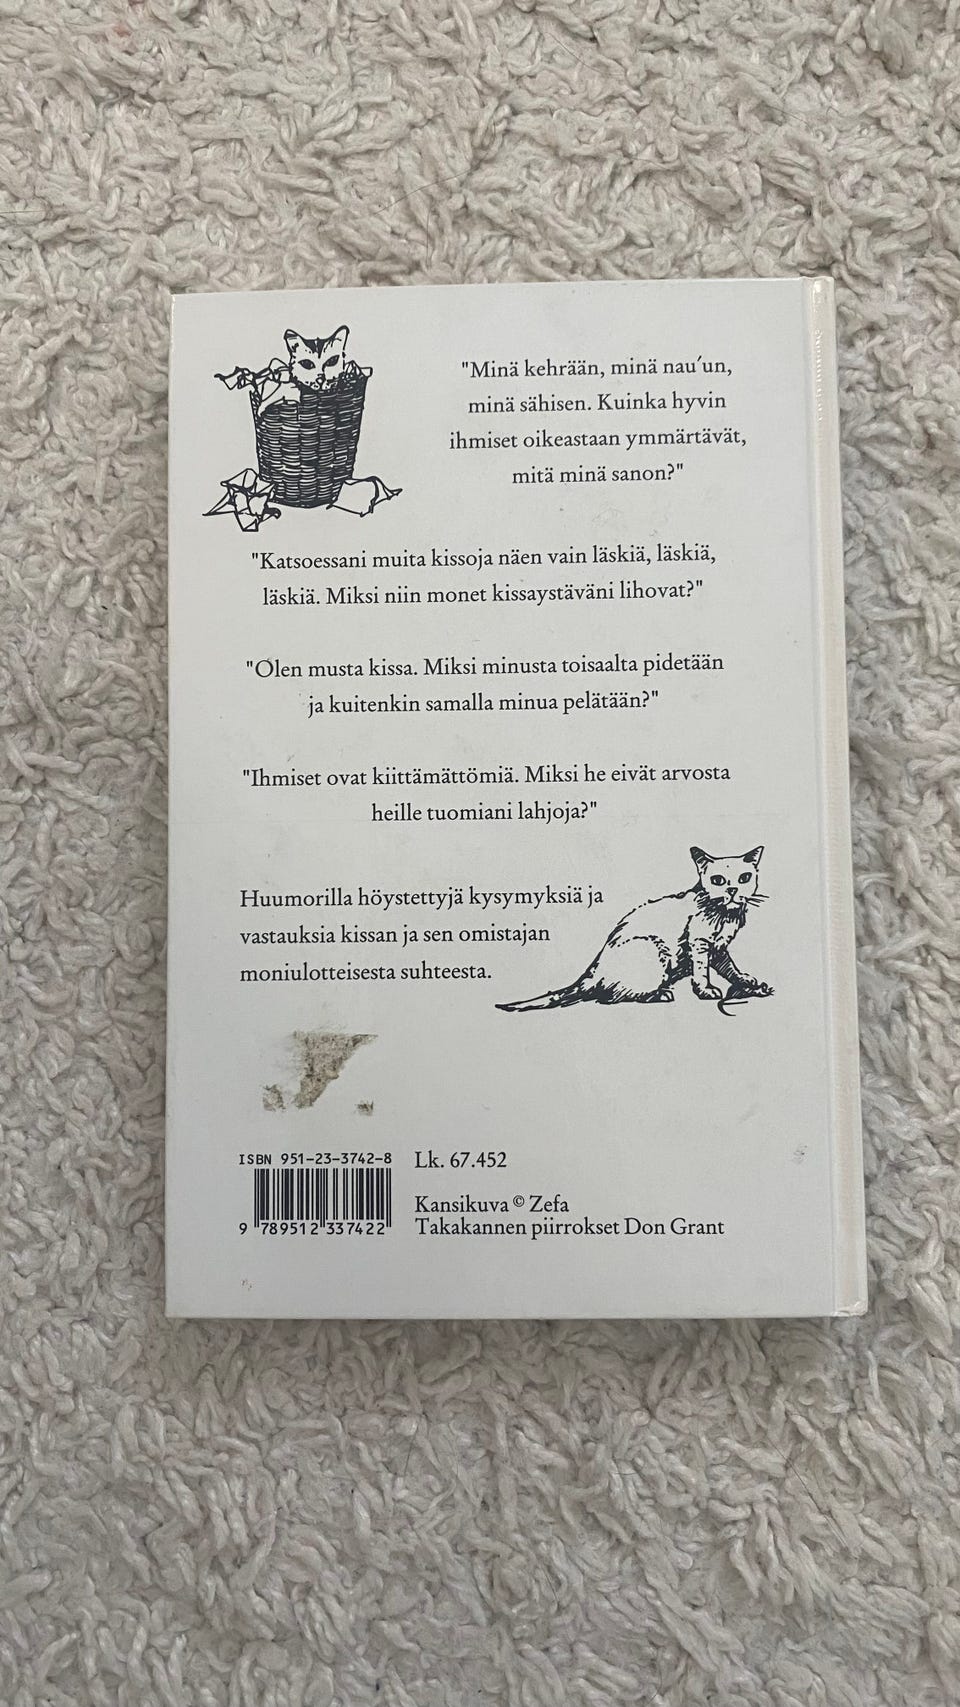 "Minä kehrään, minä nau´un,
minä sähisen. Kuinka hyvin
ihmiset oikeastaan ymmärtävät,
mitä minä sanon?"
"Katsoessani muita kissoja näen vain läskiä, läskiä,
läskiä. Miksi niin monet kissaystäväni lihovat?"
"Olen musta kissa. Miksi minusta toisaalta pidetään
ja kuitenkin samalla minua pelätään?"
"Ihmiset ovat kiittämättömiä. Miksi he eivät arvosta
heille tuomiani lahjoja?"
Huumorilla höystettyjä kysymyksiä ja
vastauksia kissan ja sen omistajan
moniulotteisesta suhteesta.
ISBN 951-23-3742-8
9 789512 337422
Lk. 67.452
Kansikuva © Zefa
Takakannen piirrokset Don Grant